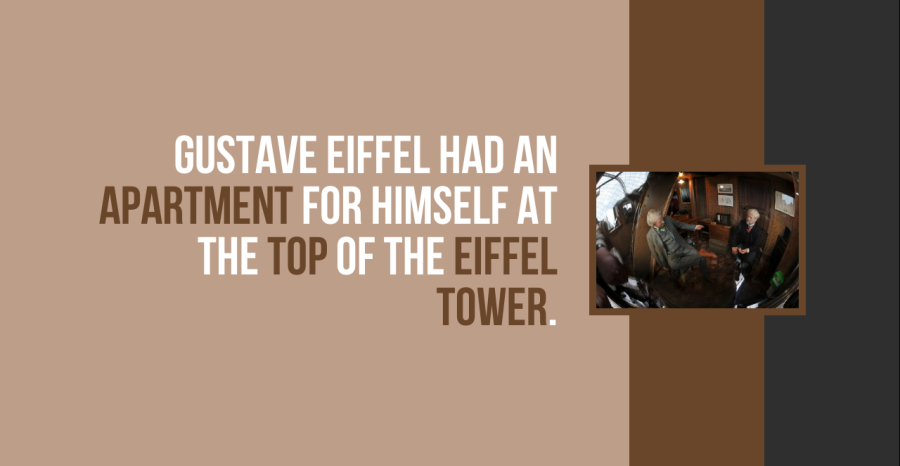 GUSTAVE EIFFEL HAD AN
APARTMENT FOR HIMSELF AT
THE TOP OF THE EIFFEL
TOWER.